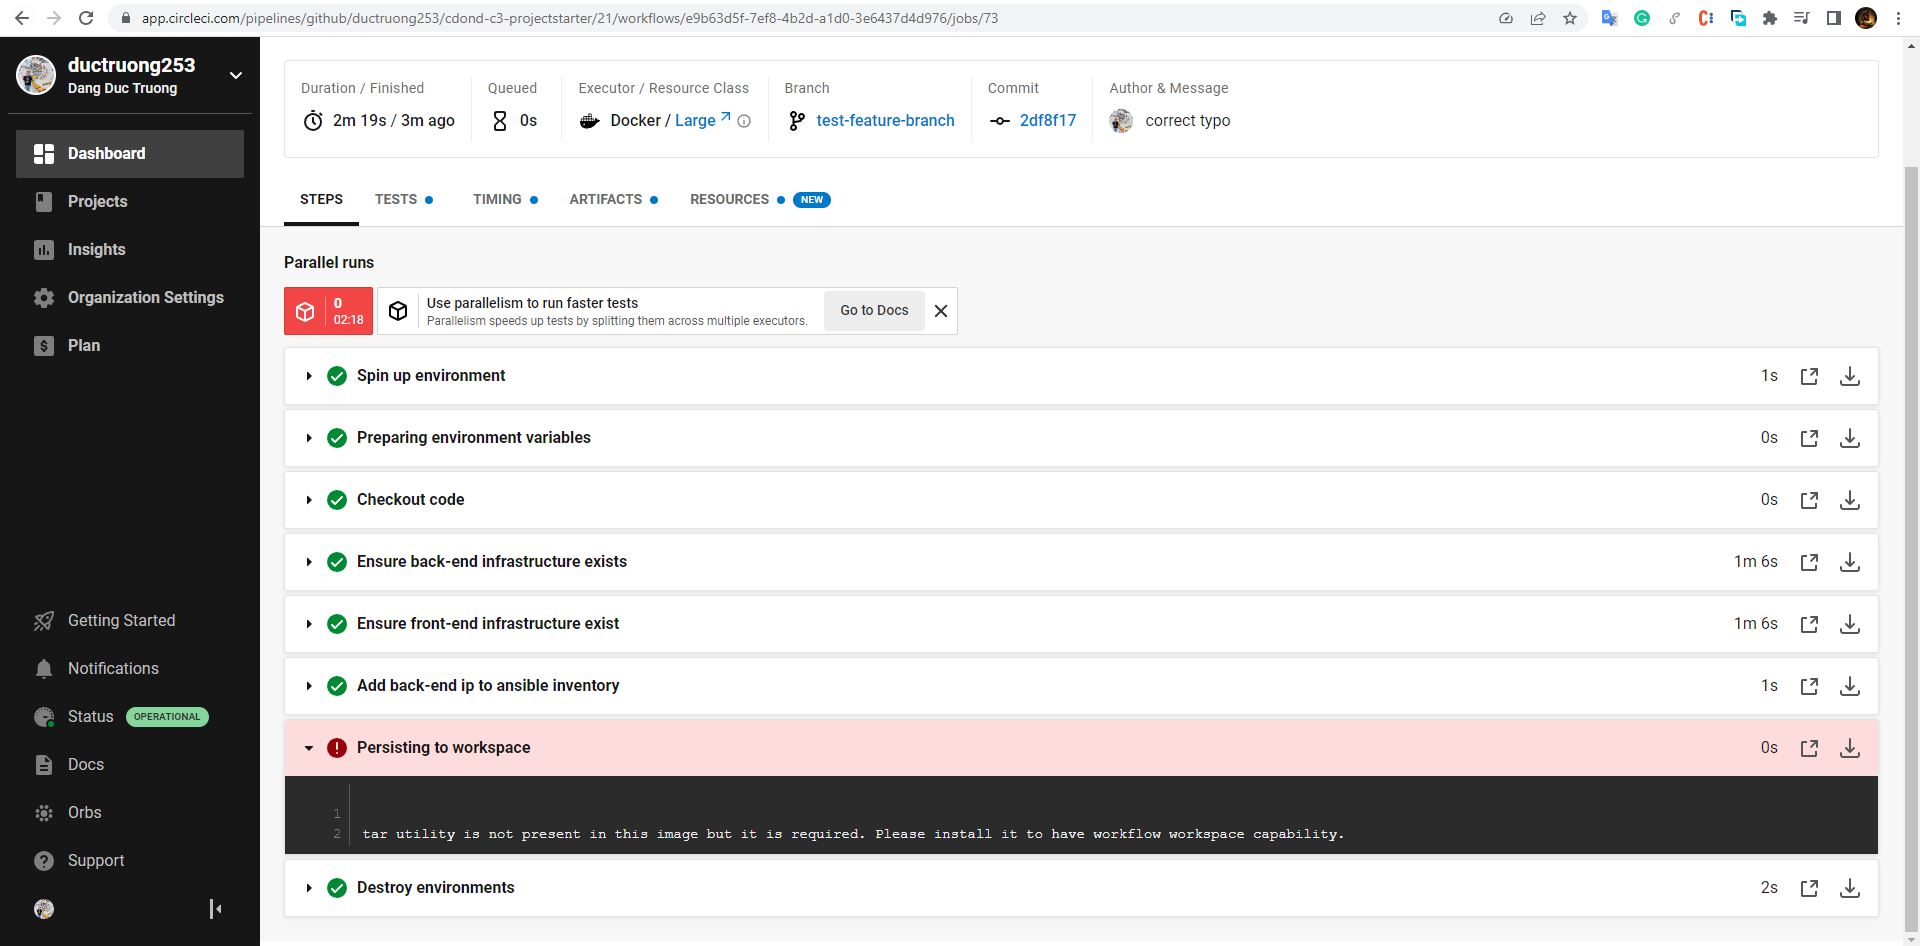 app.circleci.com/pipelines/github/ductruong253/cdond-c3-projectstarter/21/workflows/e9b63d5f-7ef8-4b2d-a1d0-3e6437d4d976/jobs/73
ductruong253
Dang Duc Truong
Dashboard
Projects
Insights
Organization Settings
Plan
Getting Started
Notifications
Status OPERATIONAL
Docs
Orbs
Support
Duration / Finished
2m 19s / 3m ago
Queued
0s
Executor / Resource Class
Docker / Large
Branch
test-feature-branch
Commit
2df8f17
Author & Message
correct typo
STEPS TESTS TIMING ARTIFACTS RESOURCES NEW
Parallel runs
0
02:18
Use parallelism to run faster tests
Parallelism speeds up tests by splitting them across multiple executors.
Go to Docs
Spin up environment 1s
Preparing environment variables 0s
Checkout code 0s
Ensure back-end infrastructure exists 1m 6s
Ensure front-end infrastructure exist 1m 6s
Add back-end ip to ansible inventory 1s
Persisting to workspace 0s
1
2 tar utility is not present in this image but it is required. Please install it to have workflow workspace capability.
Destroy environments 2s